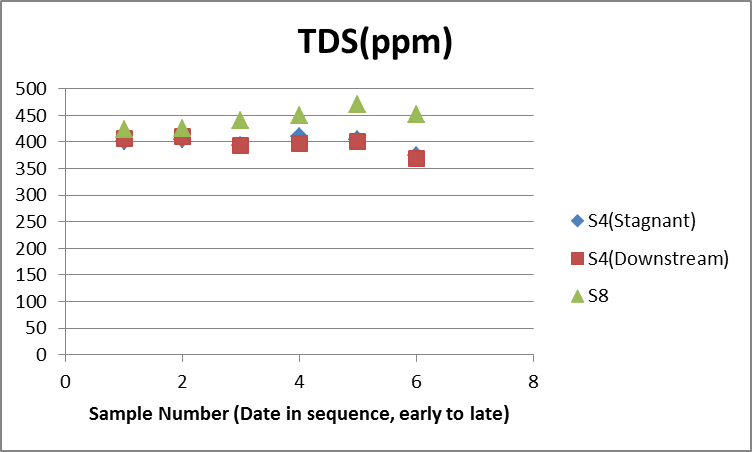 TDS(ppm)
500
450
400
350
300
250
200
150
100
50
0
0 2 4 6 8
Sample Number (Date in sequence, early to late)
S4(Stagnant)
S4(Downstream)
S8